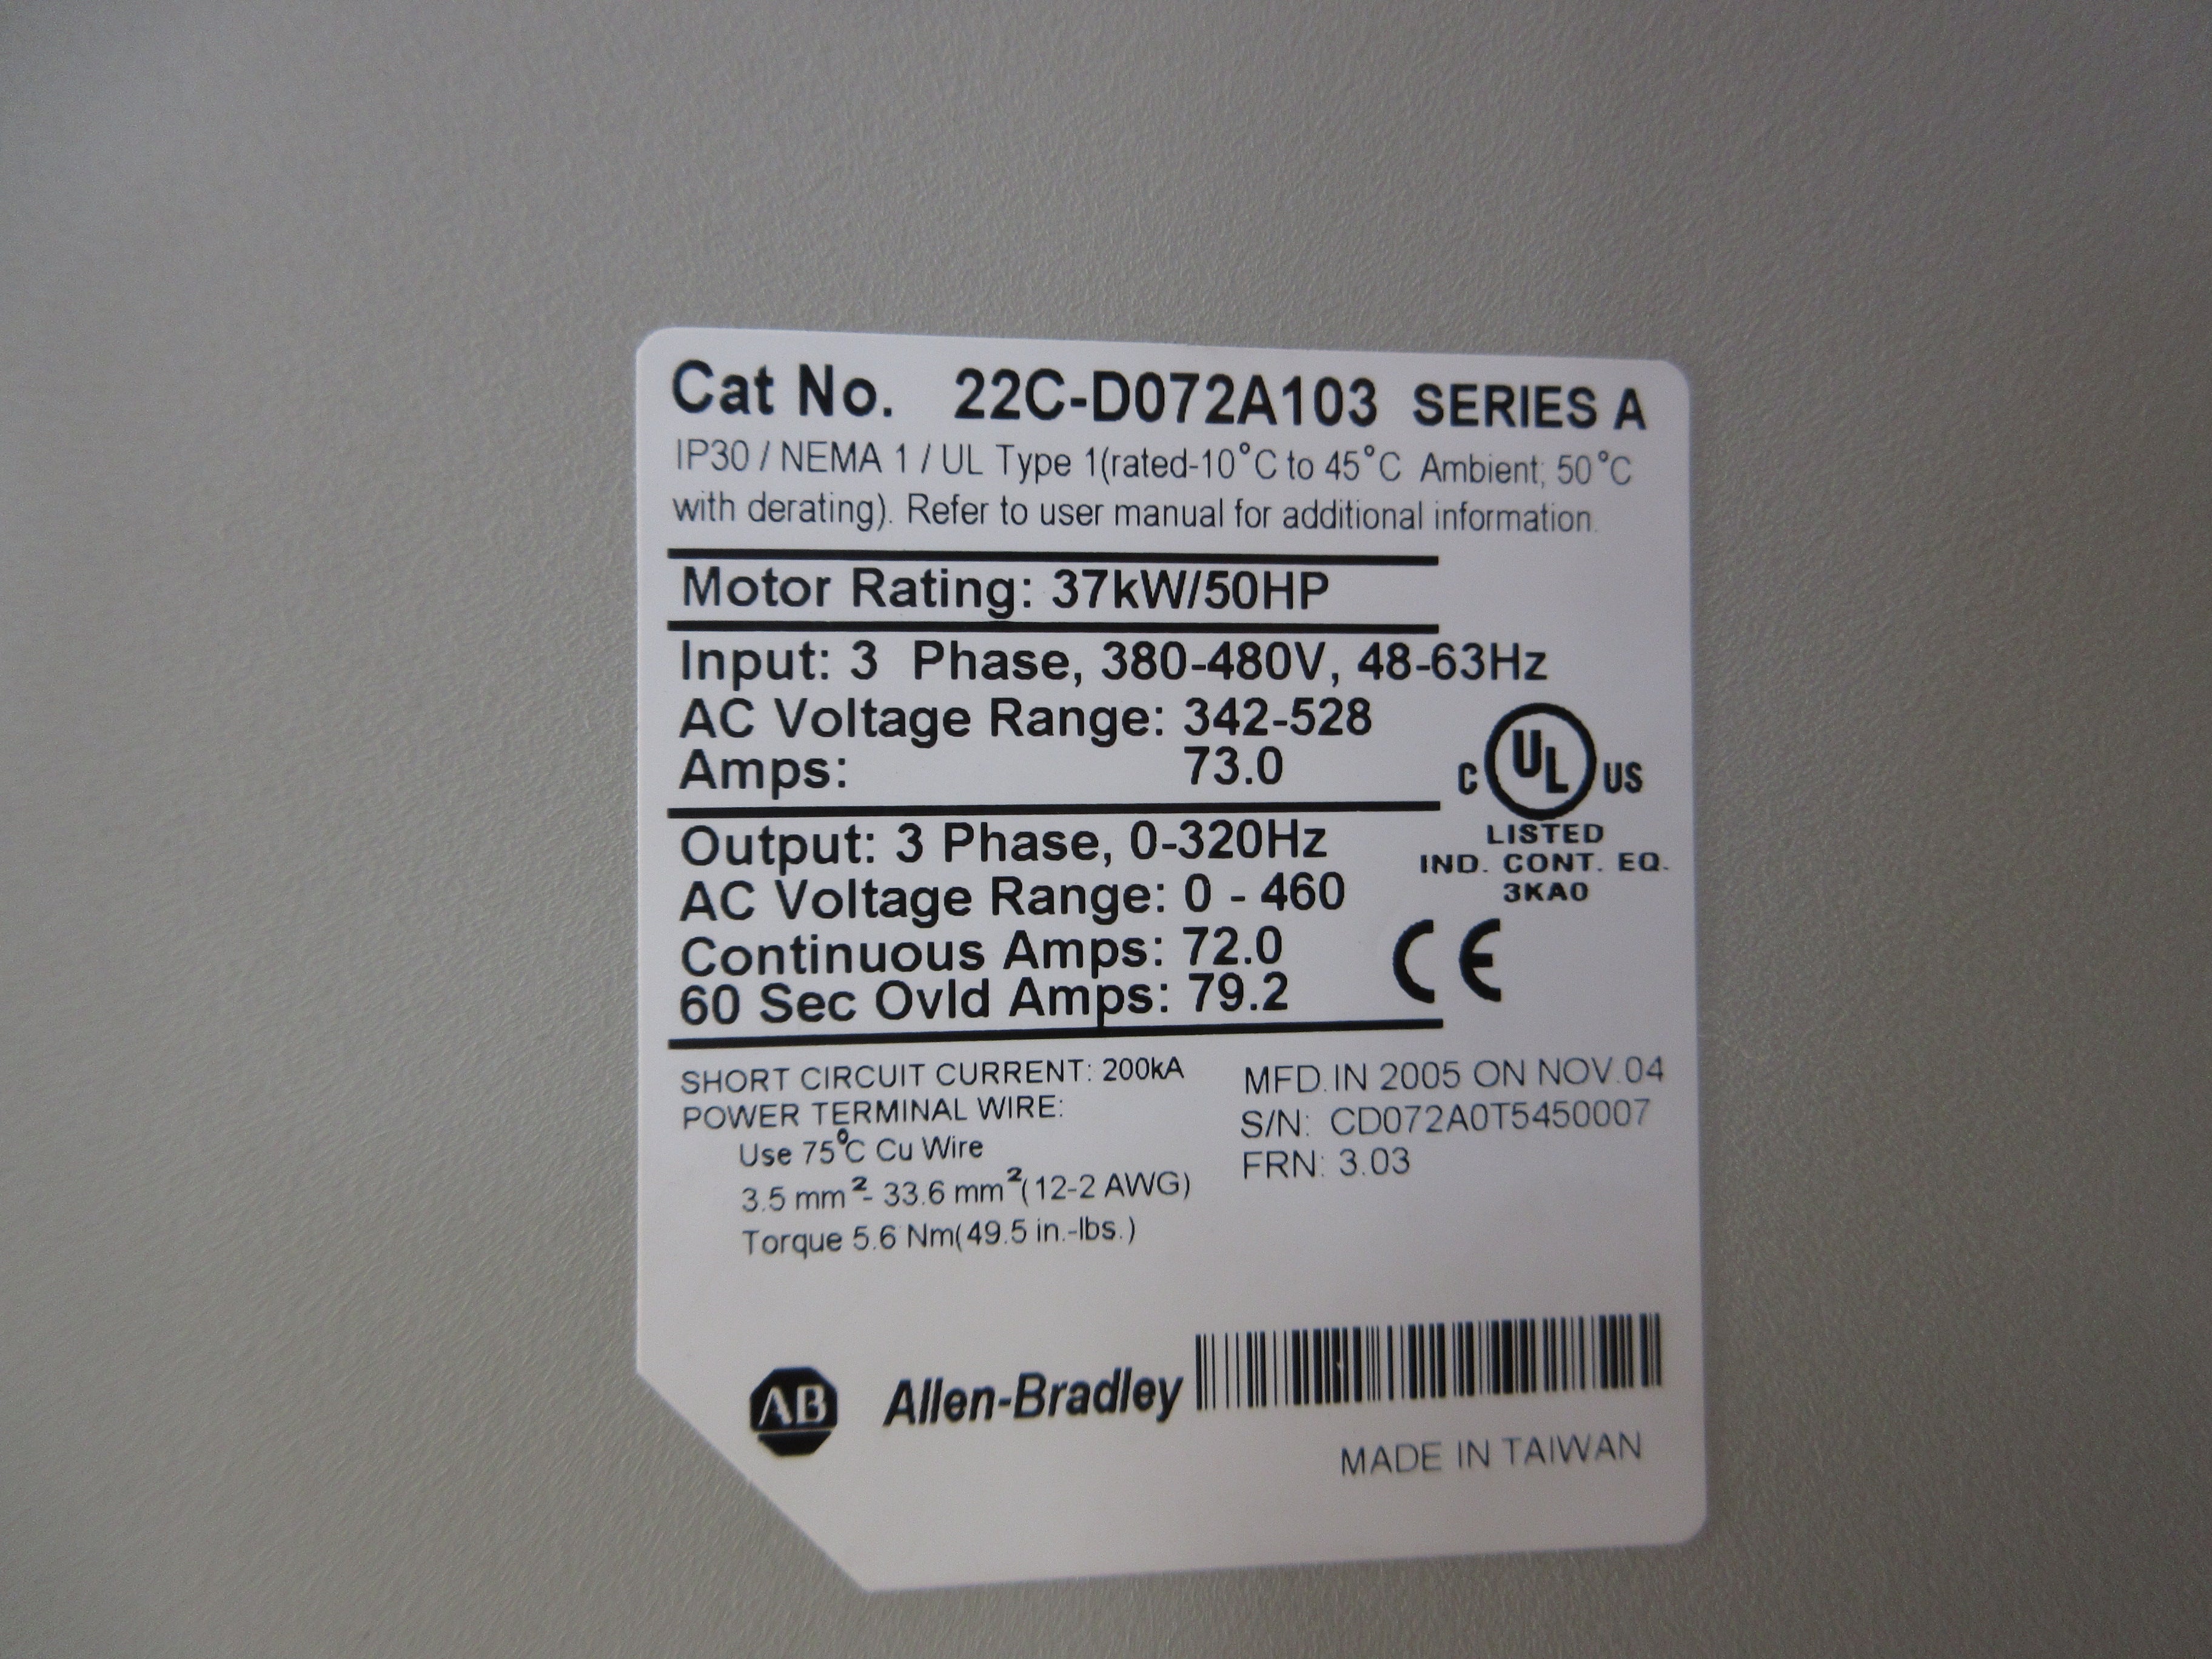 Cat No. 22C-D072A103 SERIES A
IP30 / NEMA 1 / UL Type 1(rated-10°C to 45°C Ambient; 50°C
with derating). Refer to user manual for additional information.
Motor Rating: 37kW/50HP
Input: 3 Phase, 380-480V, 48-63Hz
AC Voltage Range: 342-528
Amps: 73.0
Output: 3 Phase, 0-320Hz
AC Voltage Range: 0 - 460
Continuous Amps: 72.0
60 Sec Ovld Amps: 79.2
C UL US
LISTED
IND. CONT. EQ.
3KA0
CE
SHORT CIRCUIT CURRENT: 200kA
POWER TERMINAL WIRE:
Use 75°C Cu Wire
3.5 mm²- 33.6 mm²(12-2 AWG)
Torque 5.6 Nm(49.5 in.-lbs.)
MFD.IN 2005 ON NOV.04
S/N: CD072A0T5450007
FRN: 3.03
AB Allen-Bradley
MADE IN TAIWAN